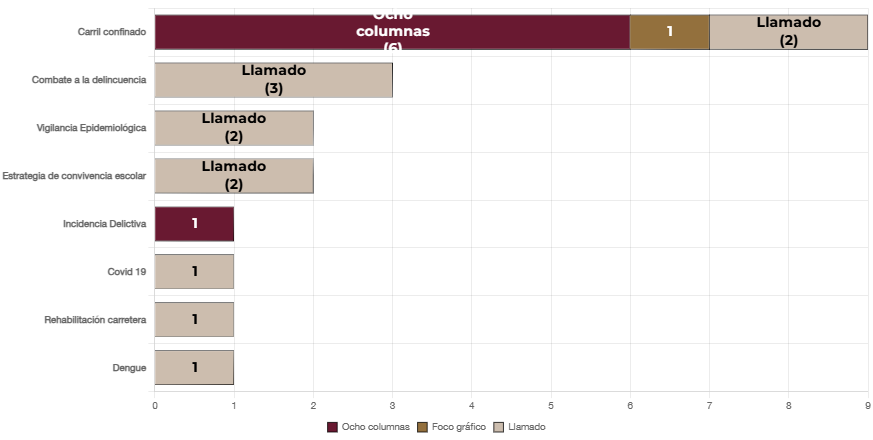 Carril confinado
Ocho
columnas
(6)
1
Llamado
(2)
Combate a la delincuencia
Llamado
(3)
Vigilancia Epidemiológica
Llamado
(2)
Estrategia de convivencia escolar
Llamado
(2)
Incidencia Delictiva
1
Covid 19
1
Rehabilitación carretera
1
Dengue
1
0 1 2 3 4 5 6 7 8 9
Ocho columnas Foco gráfico Llamado